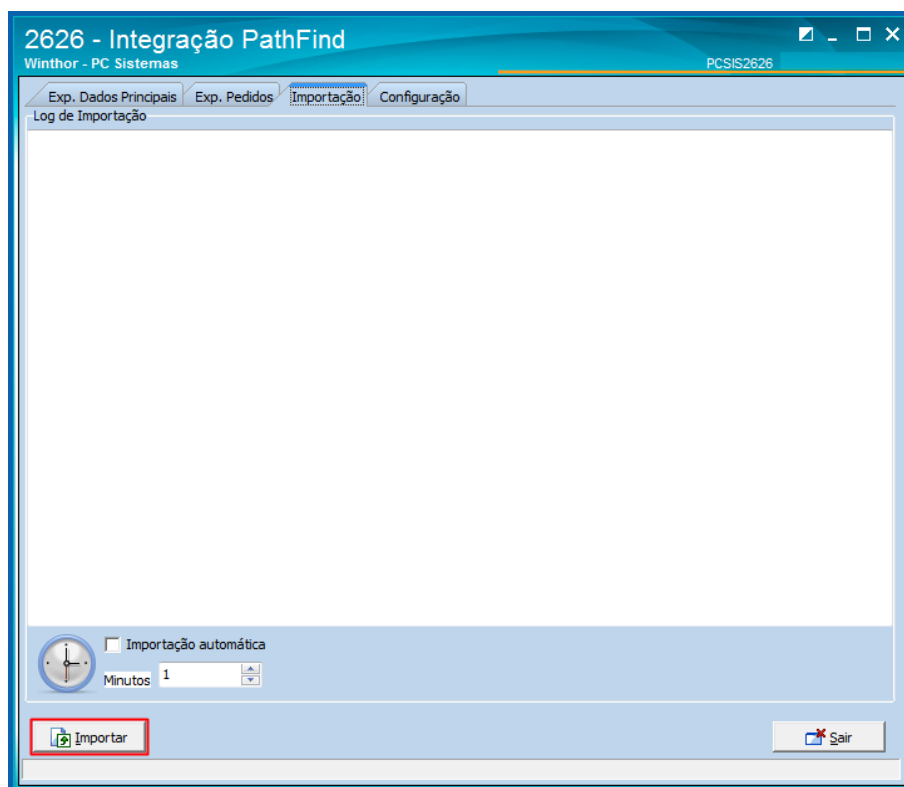 2626 - Integração PathFind
Winthor - PC Sistemas
PCSIS2626
Exp. Dados Principais Exp. Pedidos Importação Configuração
Log de Importação
Importação automática
Minutos 1
Importar Sair